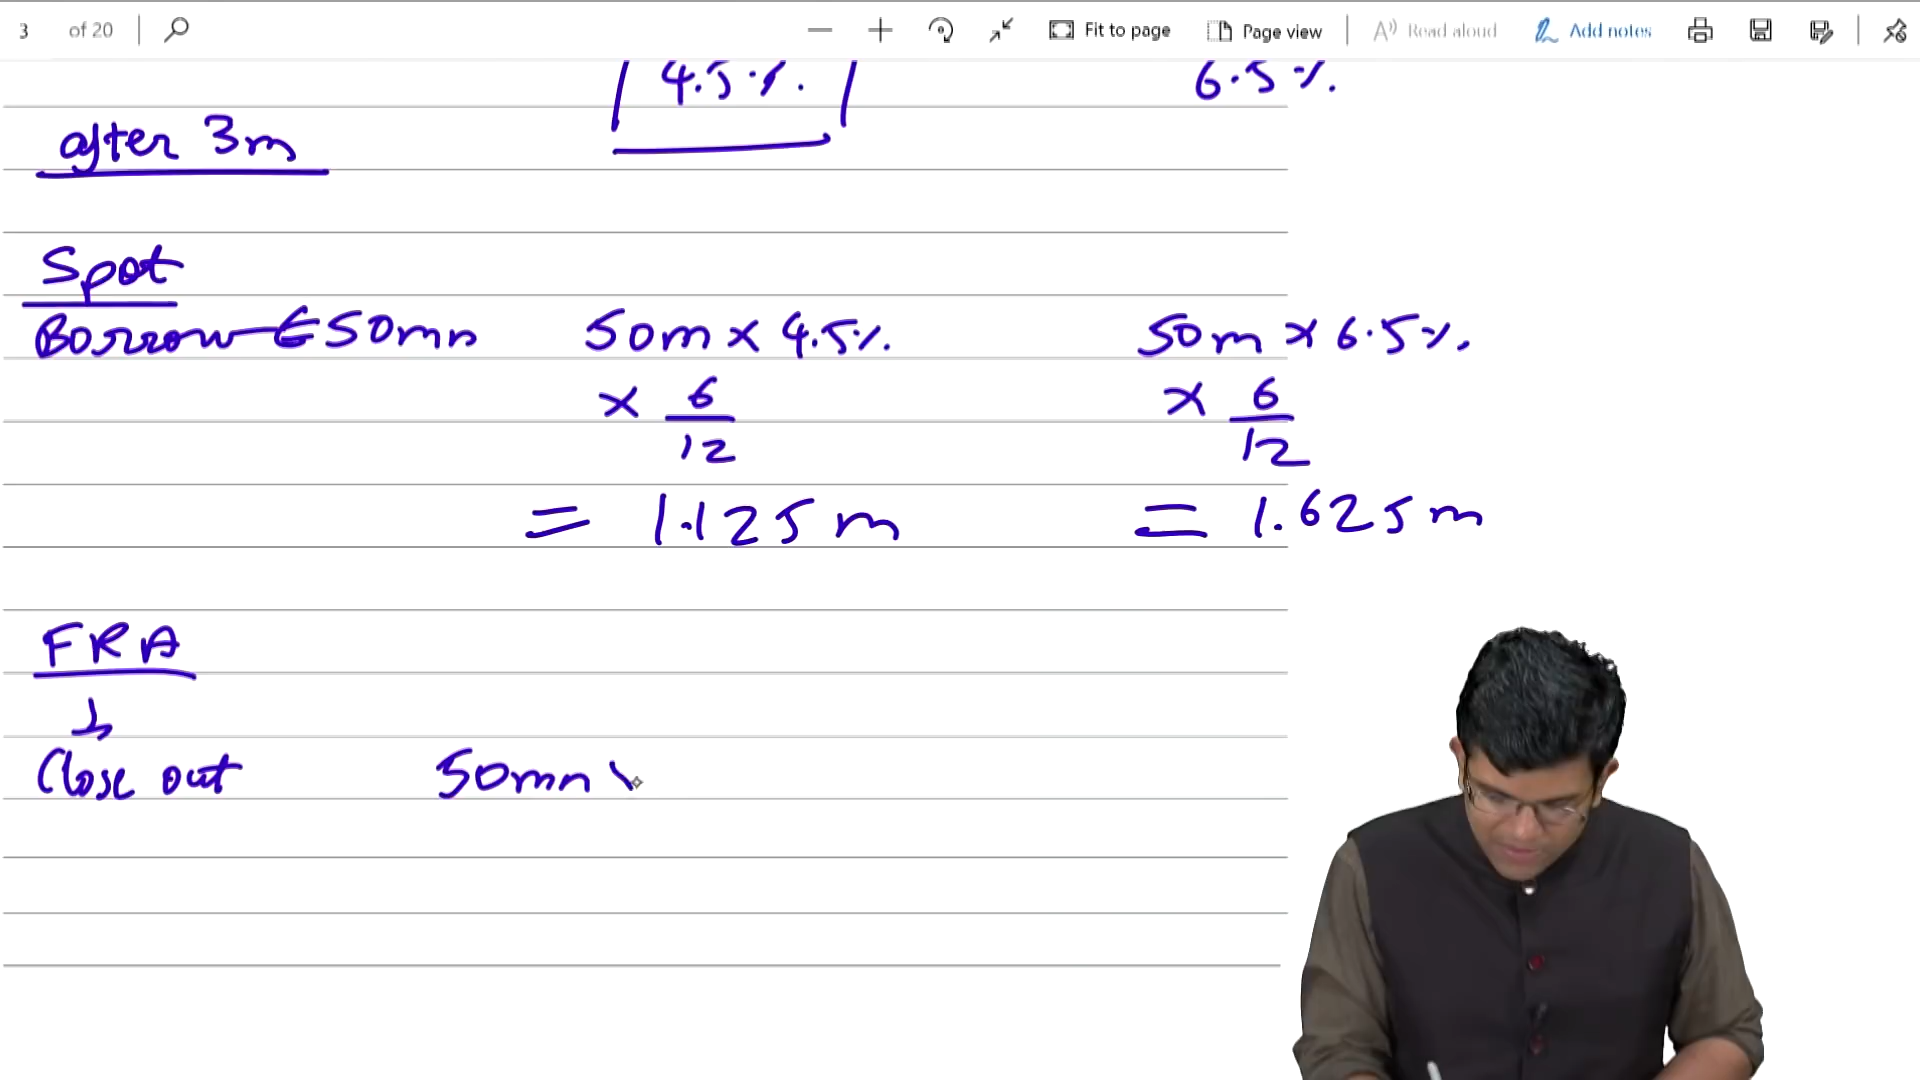 3 of 20 Fit to page Page view Read aloud Add notes
4.5% 6.5%
after 3m
Spot
Borrow €50mn 50m x 4.5% 50m x 6.5%
x 6/12 x 6/12
= 1.125m = 1.625m
FRA
↓
Close out 50mn x